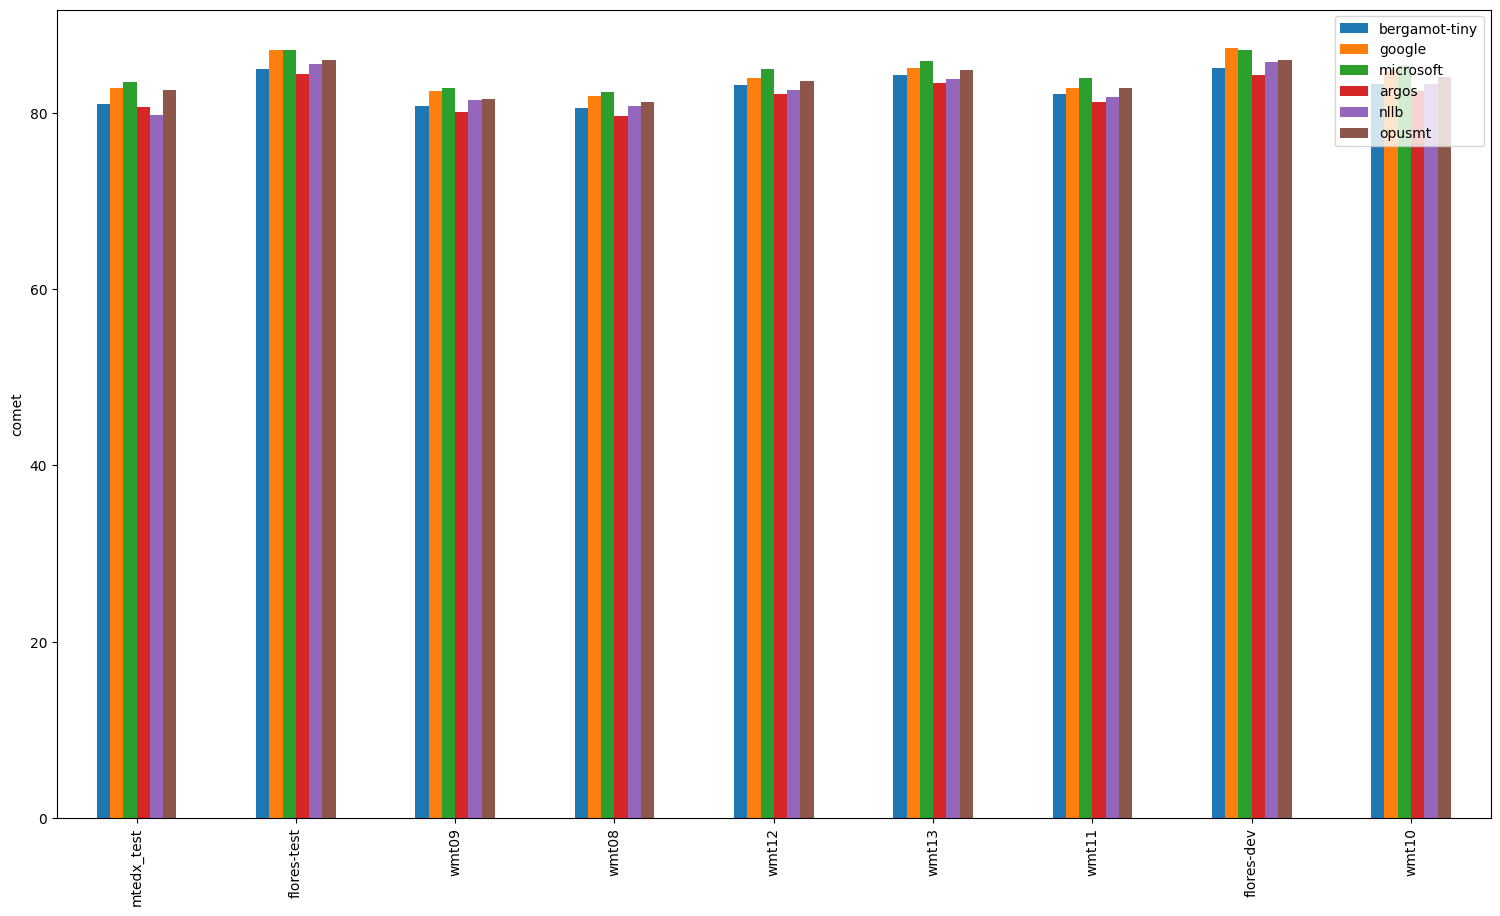 bergamot-tiny
google
microsoft
argos
nllb
opusmt
comet
80
60
40
20
0
mtedx_test
flores-test
wmt09
wmt08
wmt12
wmt13
wmt11
flores-dev
wmt10